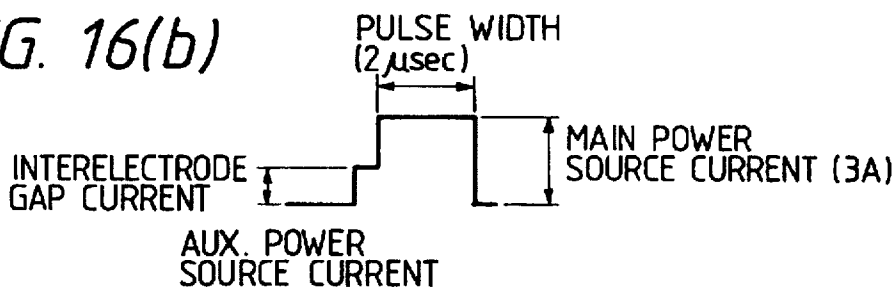 G. 16(b)
PULSE WIDTH
(2 μsec)
INTERELECTRODE
GAP CURRENT
MAIN POWER
SOURCE CURRENT (3A)
AUX. POWER
SOURCE CURRENT